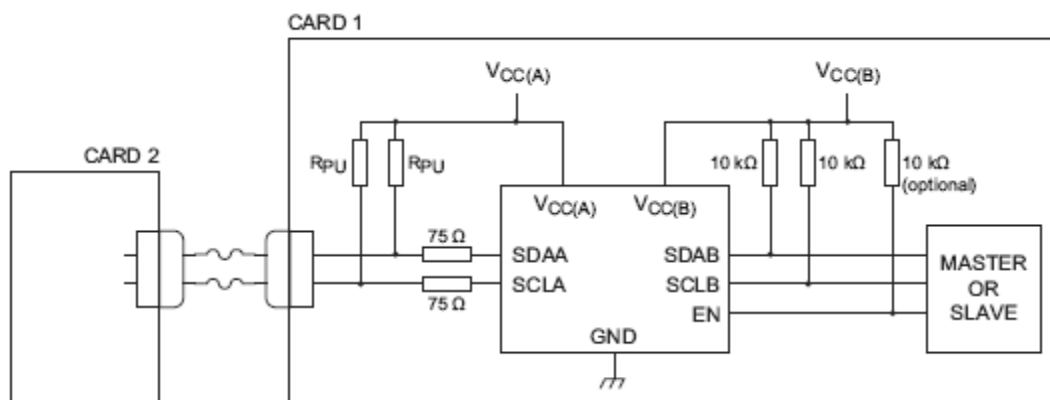 CARD 1
VCC(A)
VCC(B)
CARD 2
RPU
RPU
10 kΩ
10 kΩ
10 kΩ
(optional)
VCC(A)
VCC(B)
75 Ω
SDAA
SDAB
SCLA
SCLB
75 Ω
EN
GND
MASTER
OR
SLAVE